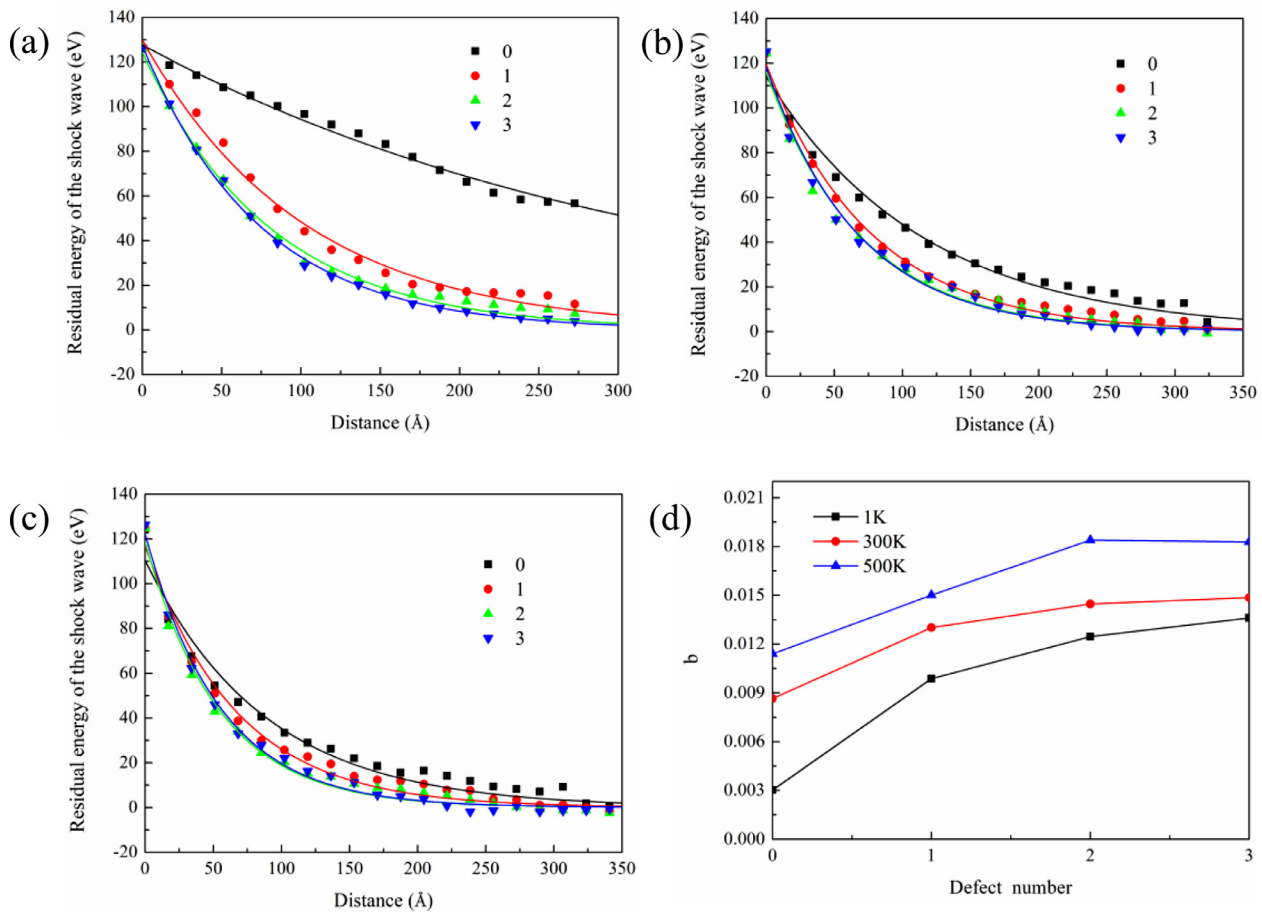 (a)
140
120
100
80
60
40
20
0
-20
0 50 100 150 200 250 300
Residual energy of the shock wave (eV)
Distance (Å)
0
1
2
3
(b)
140
120
100
80
60
40
20
0
-20
0 50 100 150 200 250 300 350
Residual energy of the shock wave (eV)
Distance (Å)
0
1
2
3
(c)
140
120
100
80
60
40
20
0
-20
0 50 100 150 200 250 300 350
Residual energy of the shock wave (eV)
Distance (Å)
0
1
2
3
(d)
0.021
0.018
0.015
0.012
0.009
0.006
0.003
0.000
0 1 2 3
b
Defect number
1K
300K
500K